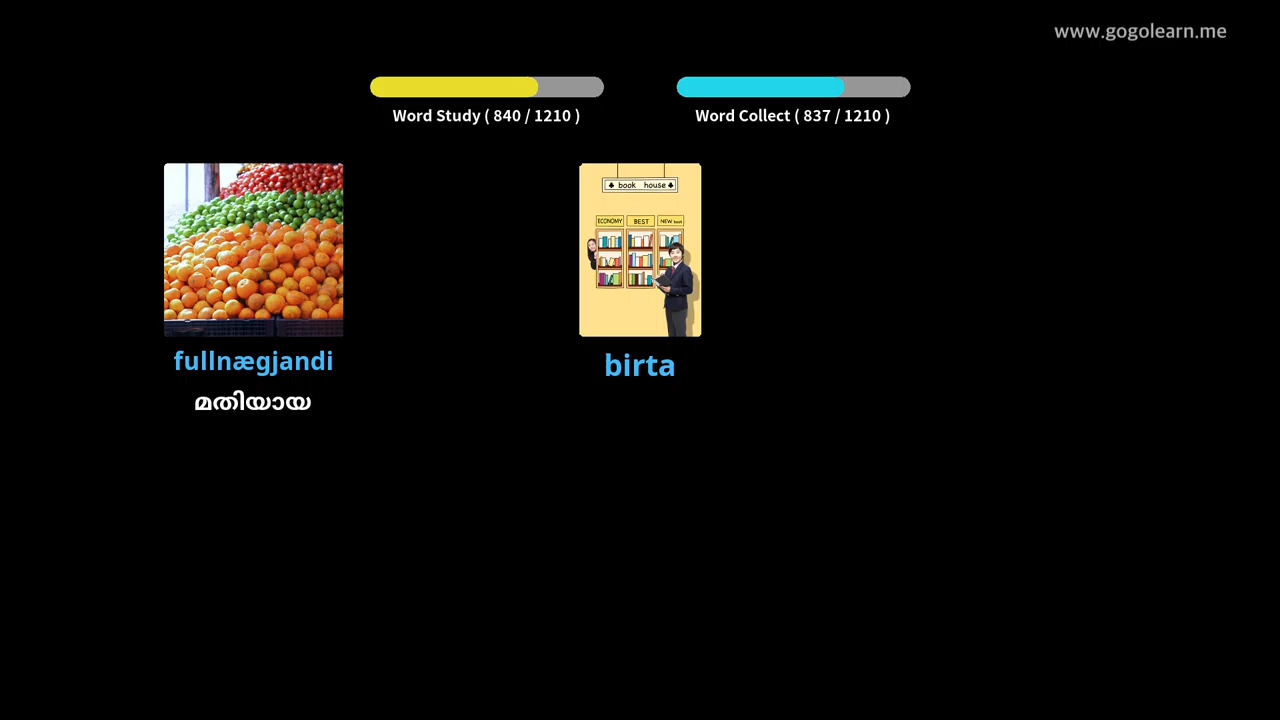 www.gogolearn.me
Word Study ( 840 / 1210 )
Word Collect ( 837 / 1210 )
♣ book house ♣
ECONOMY BEST NEW book
fullnægjandi
birta
മതിയായ